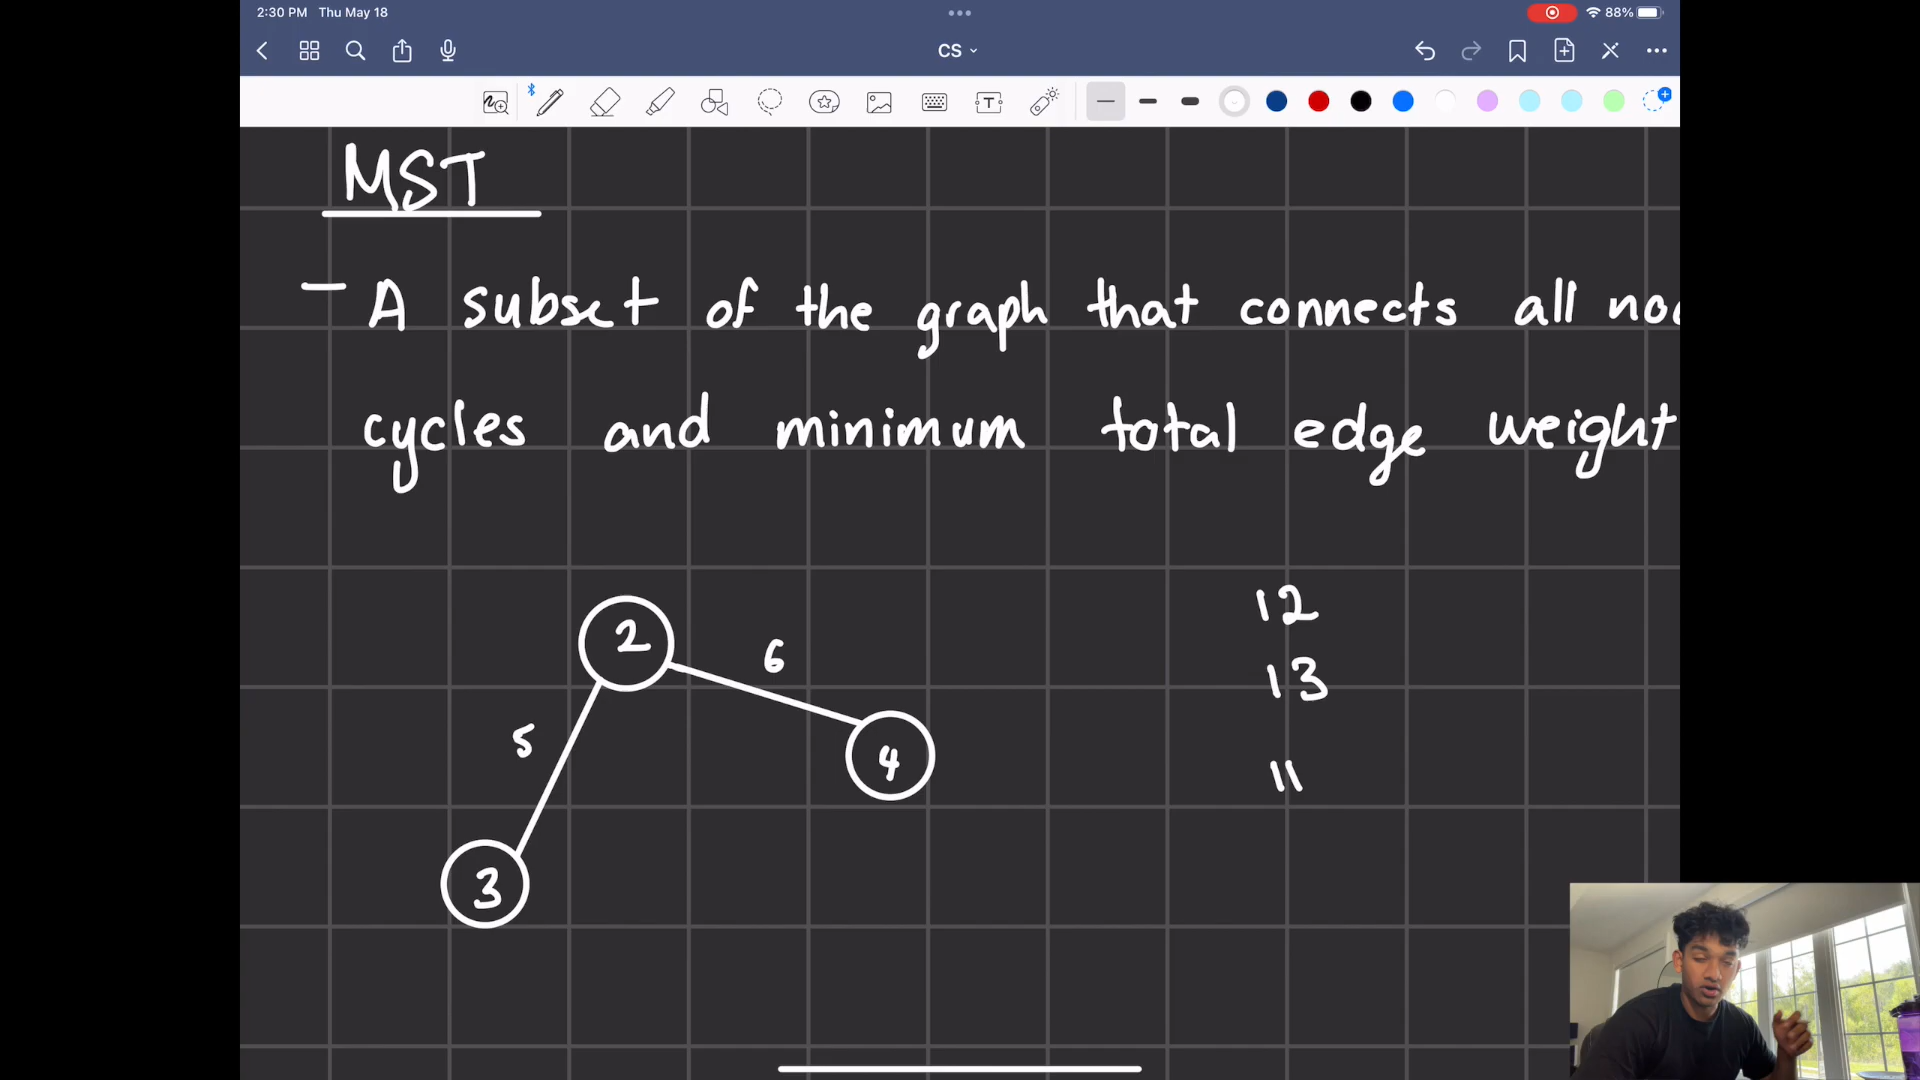 2:30 PM Thu May 18
88%
CS
T
MST
- A subset of the graph that connects all
cycles and minimum total edge weight
2
6
5
4
3
12
13
11